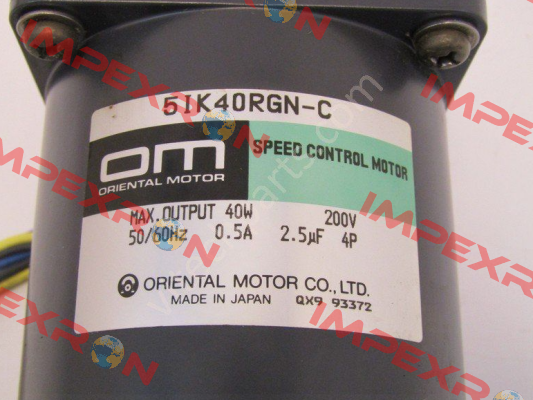 5IK40RGN-C
om
ORIENTAL MOTOR
SPEED CONTROL MOTOR
MAX. OUTPUT 40W 200V
50/60Hz 0.5A 2.5µF 4P
ORIENTAL MOTOR CO., LTD.
MADE IN JAPAN QX9 93372
IMPEXRON
IMPEXRON
IMPEXRON
IMPEXRON